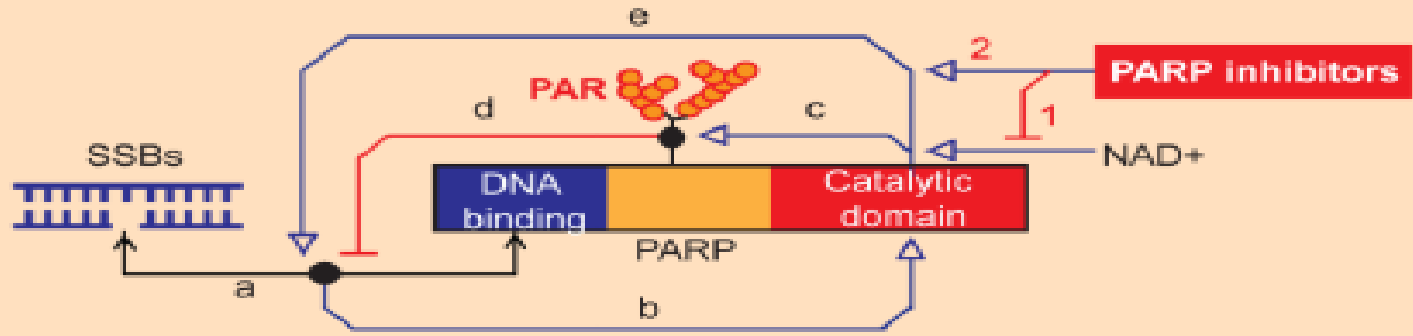 e
2
PARP inhibitors
PAR
1
d
c
SSBs
NAD+
DNA
binding
Catalytic
domain
PARP
a
b